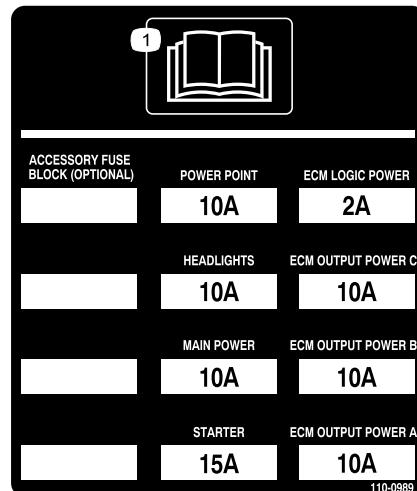 1
ACCESSORY FUSE
BLOCK (OPTIONAL)
POWER POINT
10A
ECM LOGIC POWER
2A
HEADLIGHTS
10A
ECM OUTPUT POWER C
10A
MAIN POWER
10A
ECM OUTPUT POWER B
10A
STARTER
15A
ECM OUTPUT POWER A
10A
110-0989